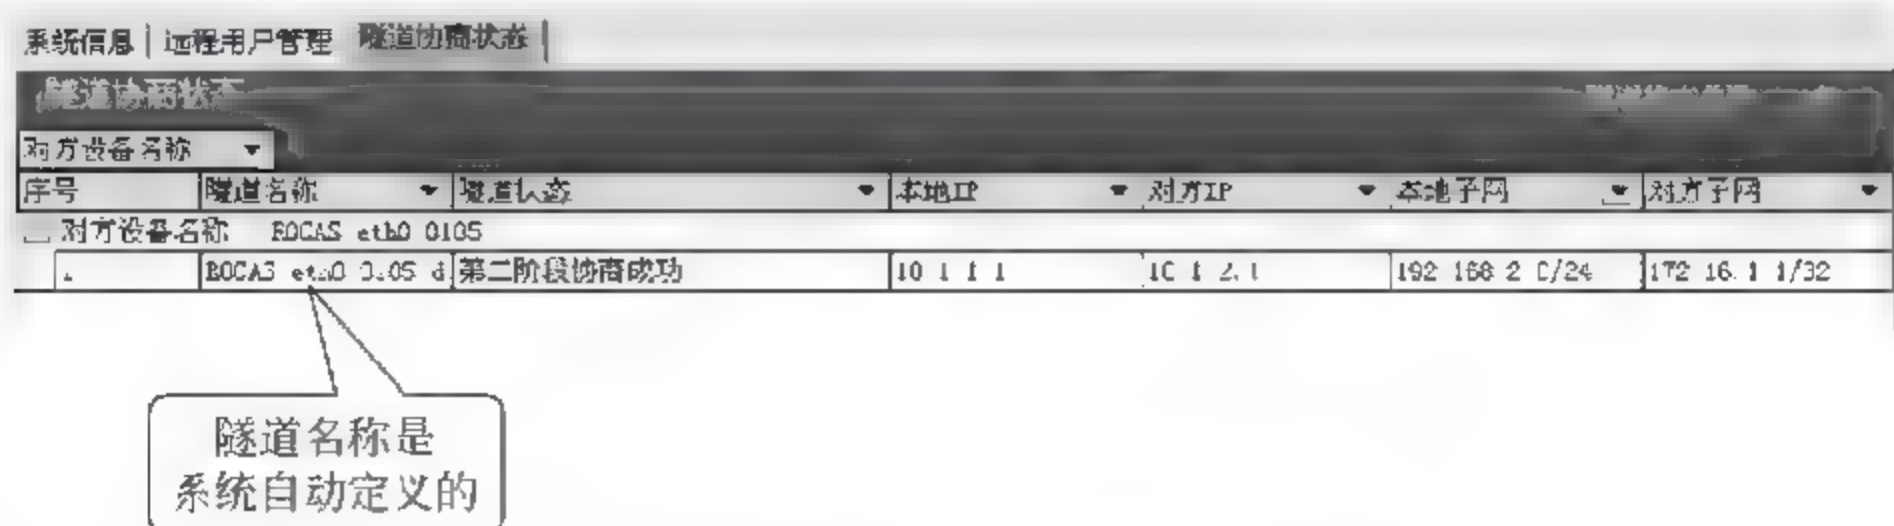 系统信息 远程用户管理 隧道协商状态
隧道协商状态
对方设备名称
序号 隧道名称 隧道状态 本地IP 对方IP 本地子网 对方子网
对方设备名称 eth0 0105
1 eth0 第二阶段协商成功 10 1 1 1 10 1 2.1 192 168 2 0/24 172 16.1 1/32
隧道名称是
系统自动定义的